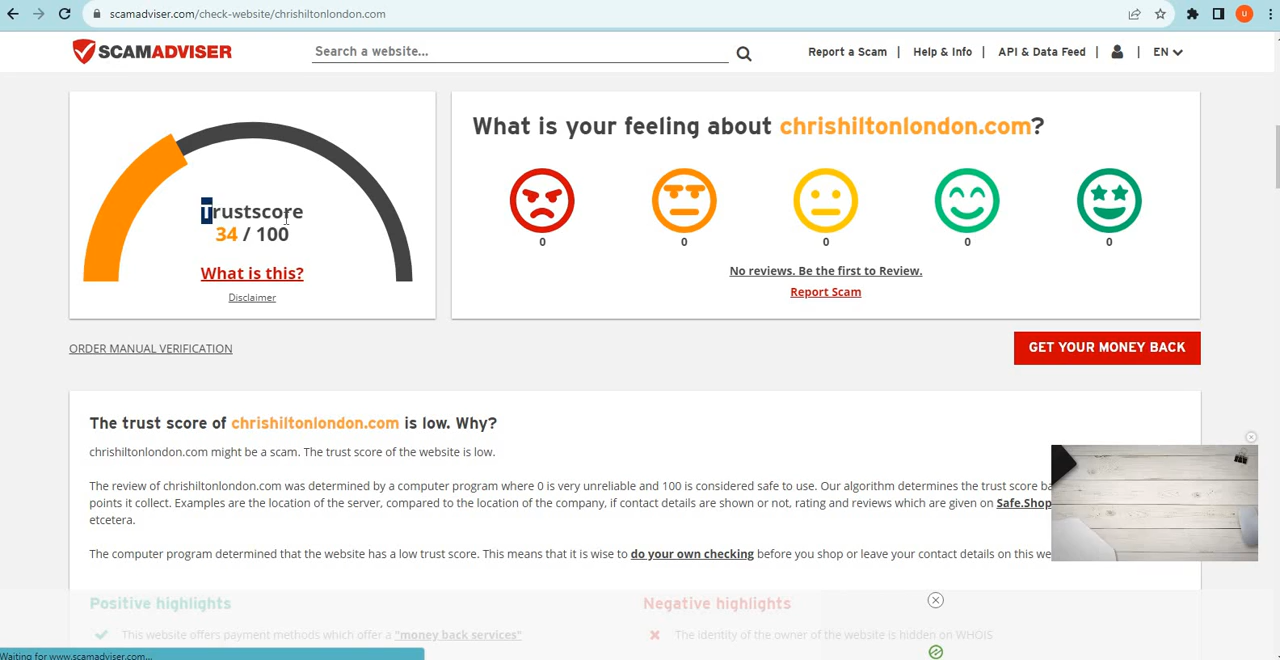 scamadviser.com/check-website/chrishiltonlondon.com
U
SCAMADVISER
Search a website...
Report a Scam | Help & Info | API & Data Feed | | EN
Trustscore
34 / 100
What is this?
Disclaimer
What is your feeling about chrishiltonlondon.com?
0 0 0 0 0
No reviews. Be the first to Review.
Report Scam
ORDER MANUAL VERIFICATION
GET YOUR MONEY BACK
The trust score of chrishiltonlondon.com is low. Why?
chrishiltonlondon.com might be a scam. The trust score of the website is low.
The review of chrishiltonlondon.com was determined by a computer program where 0 is very unreliable and 100 is considered safe to use. Our algorithm determines the trust score
points it collect. Examples are the location of the server, compared to the location of the company, if contact details are shown or not, rating and reviews which are given on Safe.Shop
etcetera.
The computer program determined that the website has a low trust score. This means that it is wise to do your own checking before you shop or leave your contact details on this
Positive highlights
This website offers payment methods which offer a "money back services"
Negative highlights
The identity of the owner of the website is hidden on WHOIS
Waiting for www.scamadviser.com...